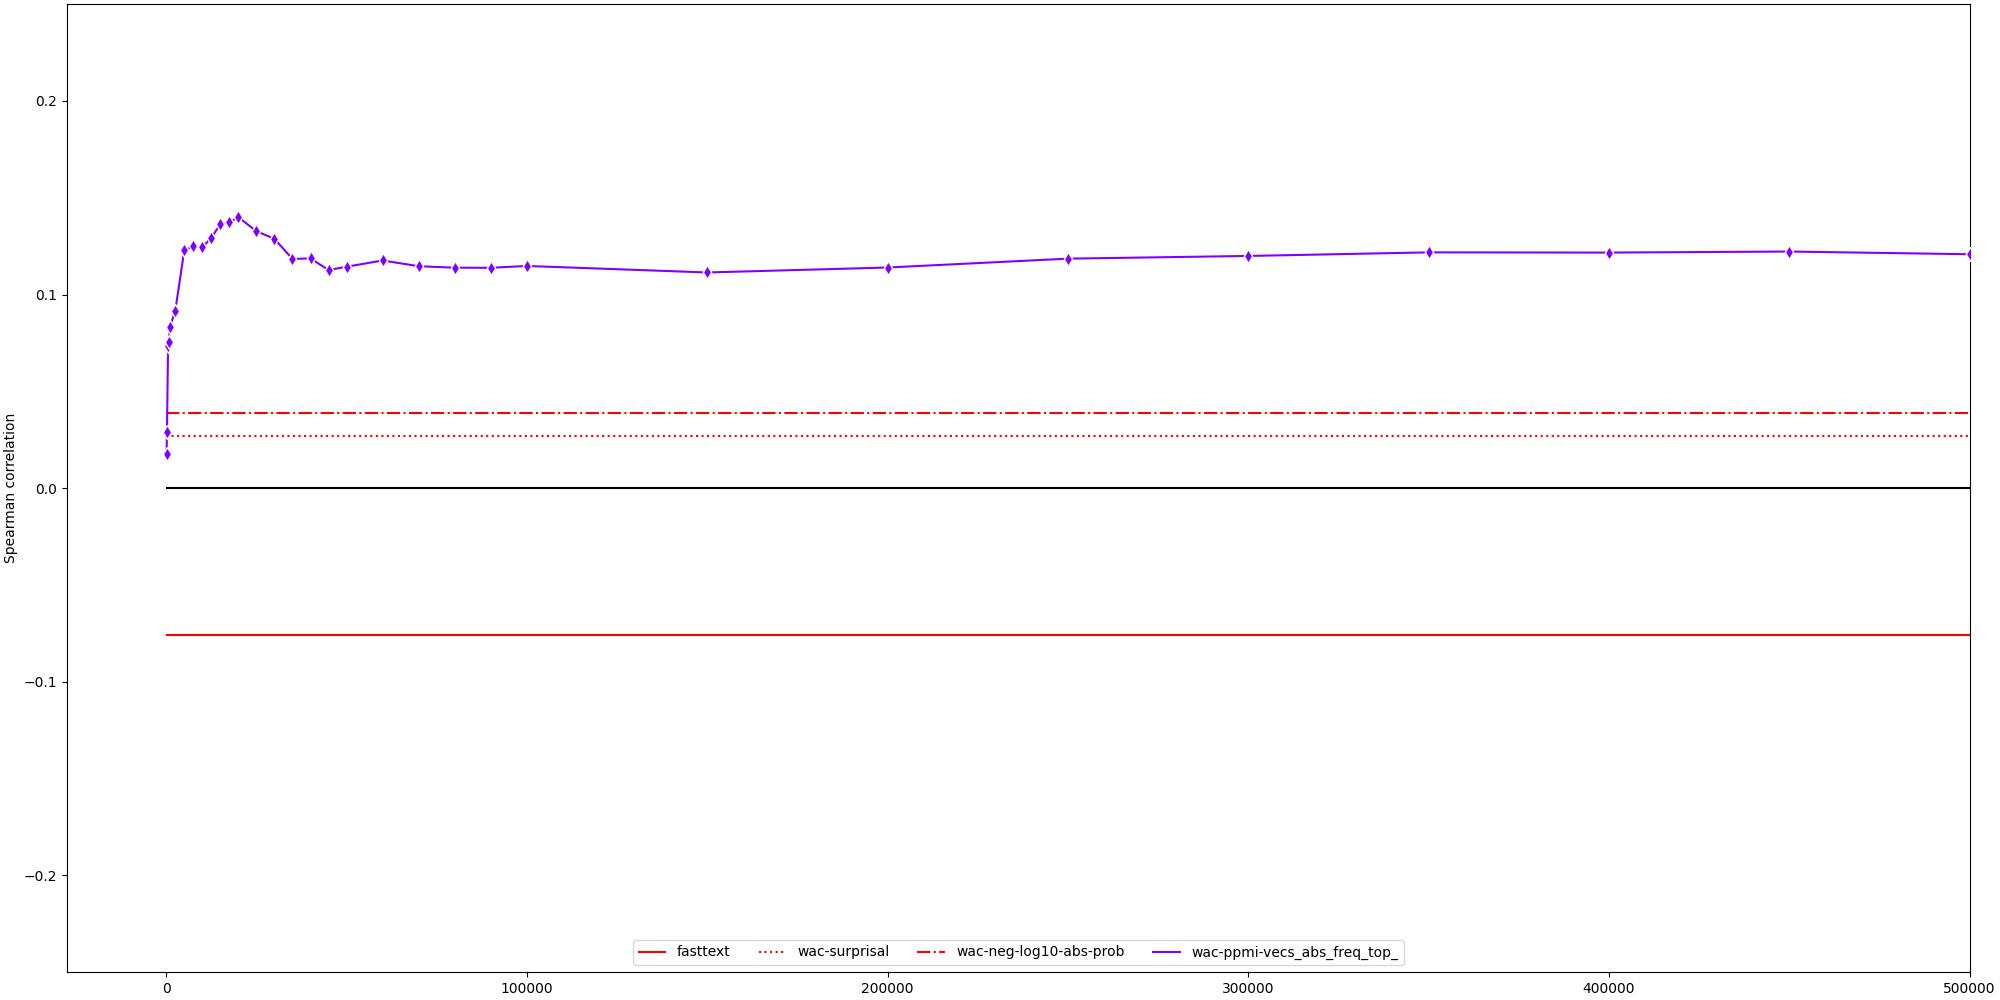 Spearman correlation
0.2
0.1
0.0
−0.1
−0.2
0 100000 200000 300000 400000 500000
fasttext wac-surprisal wac-neg-log10-abs-prob wac-ppmi-vecs_abs_freq_top_